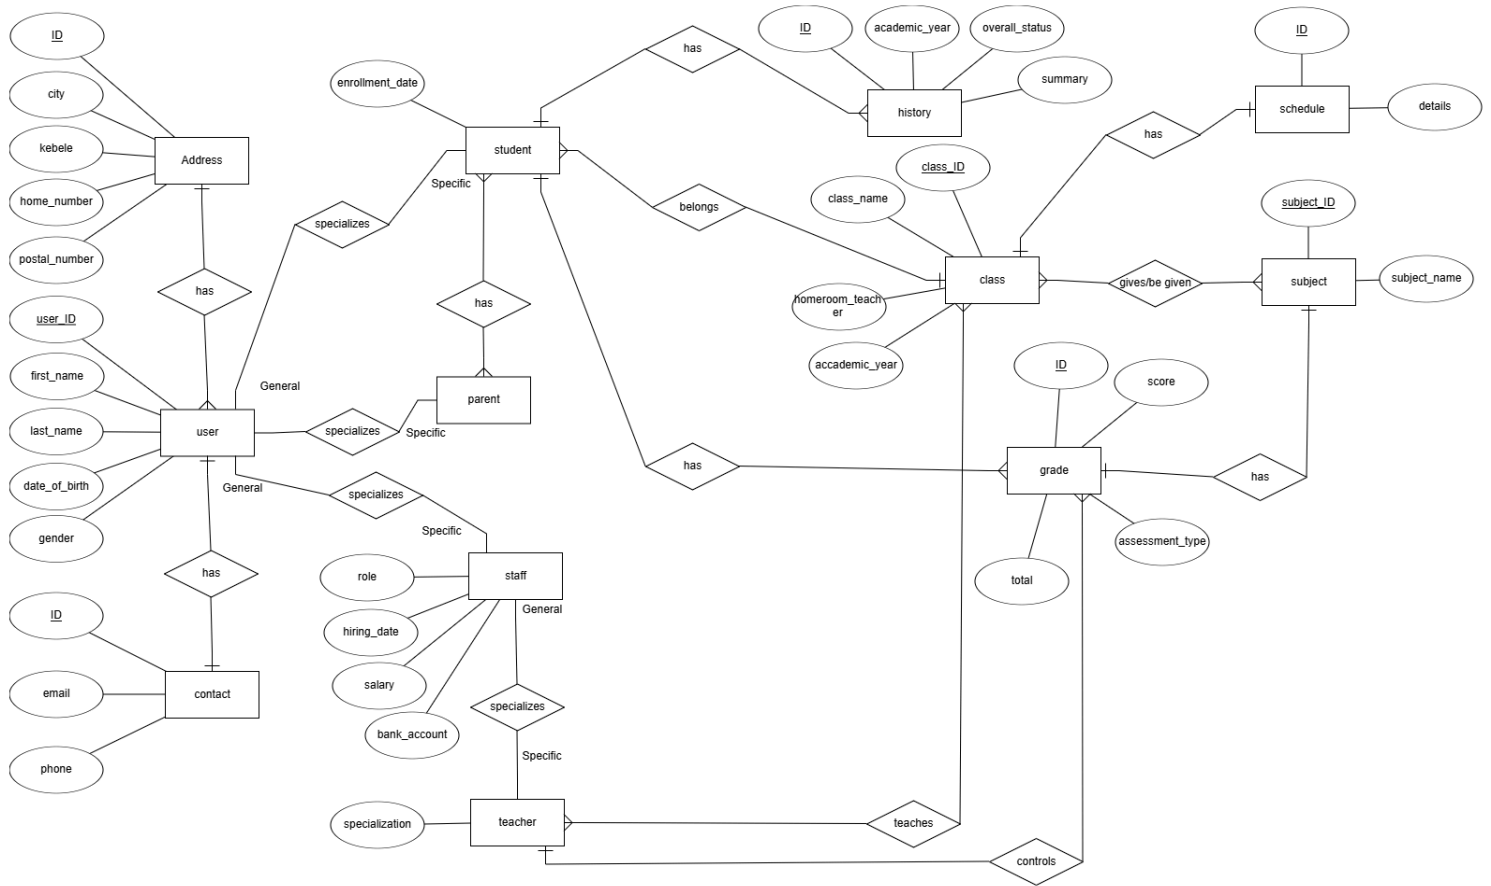 ID
academic_year
overall_status
ID
ID
has
summary
enrollment_date
city
details
schedule
history
has
kebele
student
Address
class_ID
Specific
class_name
home_number
belongs
subject_ID
specializes
postal_number
subject_name
class
gives/be given
subject
has
homeroom_teach
er
has
user_ID
accademic_year
ID
first_name
General
score
parent
last_name
user
specializes
Specific
has
grade
has
date_of_birth
General
specializes
Specific
gender
assessment_type
has
role
staff
total
General
ID
hiring_date
salary
email
contact
specializes
bank_account
Specific
phone
specialization
teacher
teaches
controls